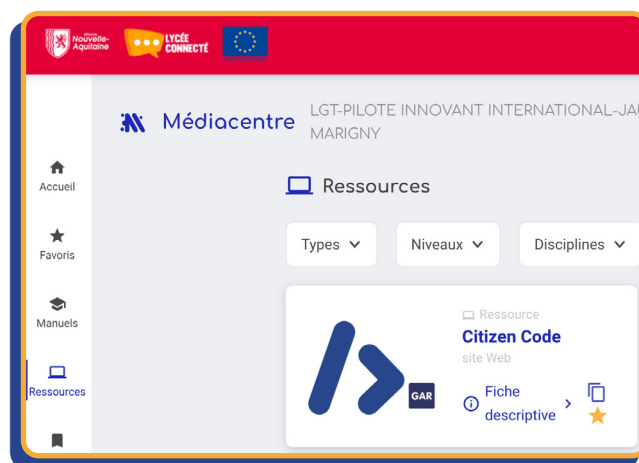 RÉGION
Nouvelle-
Aquitaine
LYCÉE
CONNECTÉ
Médiacentre
LGT-PILOTE INNOVANT INTERNATIONAL-JAU
MARIGNY
Accueil
Favoris
Manuels
Ressources
Ressources
Types
Niveaux
Disciplines
Ressource
Citizen Code
site Web
GAR
Fiche
descriptive